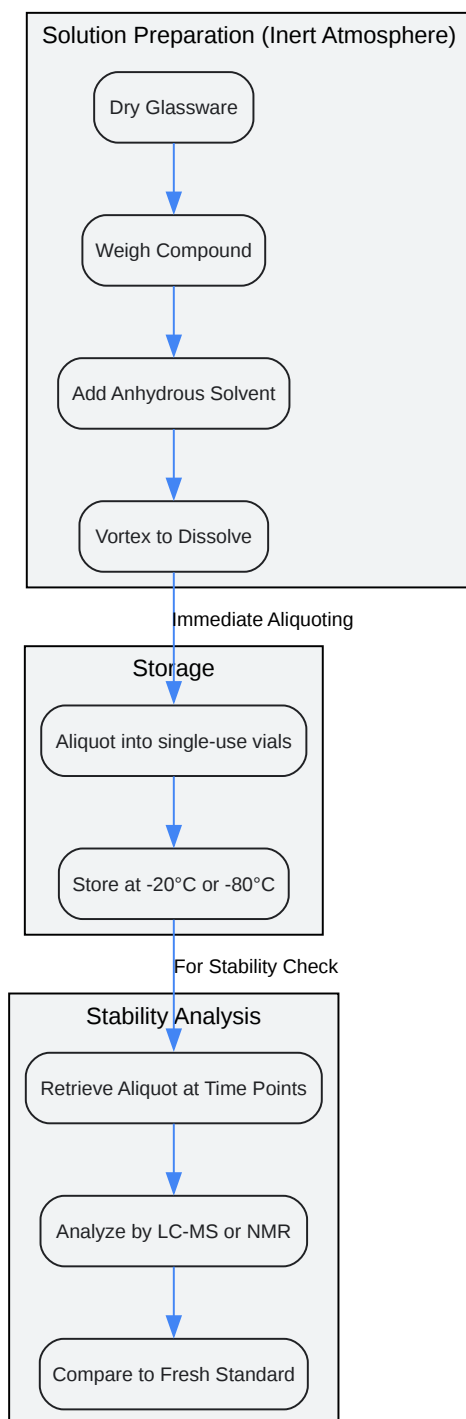 Solution Preparation (Inert Atmosphere)
Dry Glassware
Weigh Compound
Add Anhydrous Solvent
Vortex to Dissolve
Immediate Aliquoting
Storage
Aliquot into single-use vials
Store at -20°C or -80°C
For Stability Check
Stability Analysis
Retrieve Aliquot at Time Points
Analyze by LC-MS or NMR
Compare to Fresh Standard